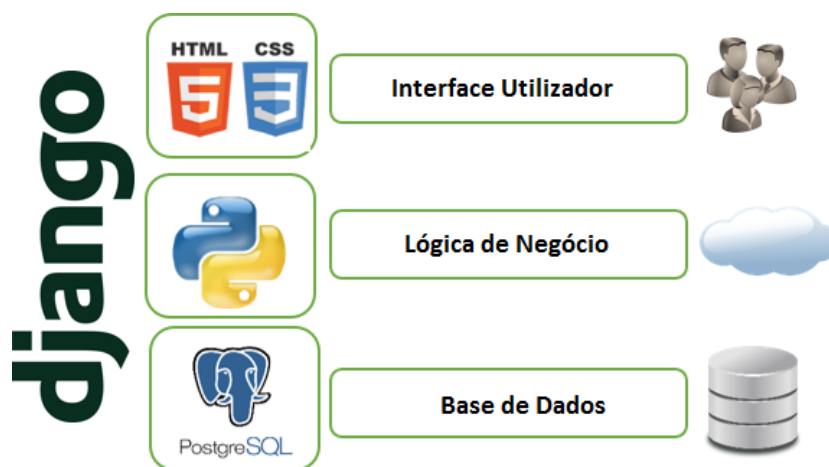 django
HTML CSS
5 3
Interface Utilizador
Lógica de Negócio
PostgreSQL
Base de Dados